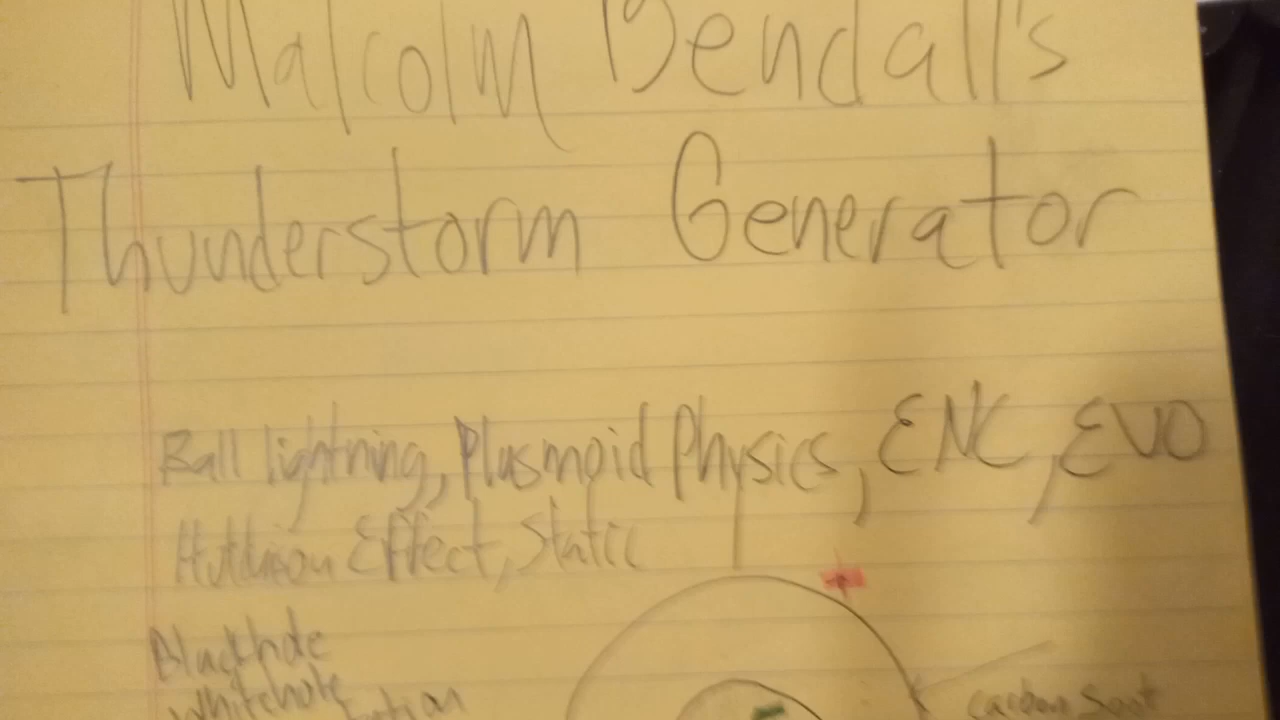 Malcolm Bendall's
Thunderstorm Generator
Ball lightning, Plasmoid Physics, ENC, EVO
Hutchison Effect, Static
+
Blackhole
Whitehole
carbon Soot